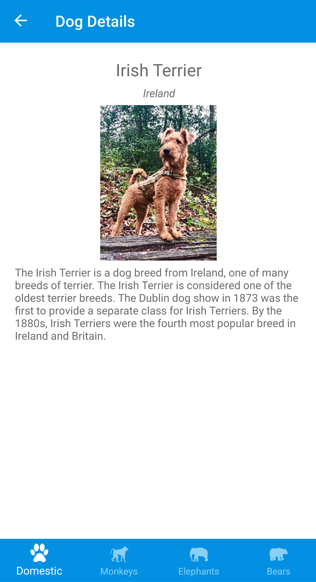 Dog Details
Irish Terrier
Ireland
The Irish Terrier is a dog breed from Ireland, one of many
breeds of terrier. The Irish Terrier is considered one of the
oldest terrier breeds. The Dublin dog show in 1873 was the
first to provide a separate class for Irish Terriers. By the
1880s, Irish Terriers were the fourth most popular breed in
Ireland and Britain.
Domestic
Monkeys
Elephants
Bears